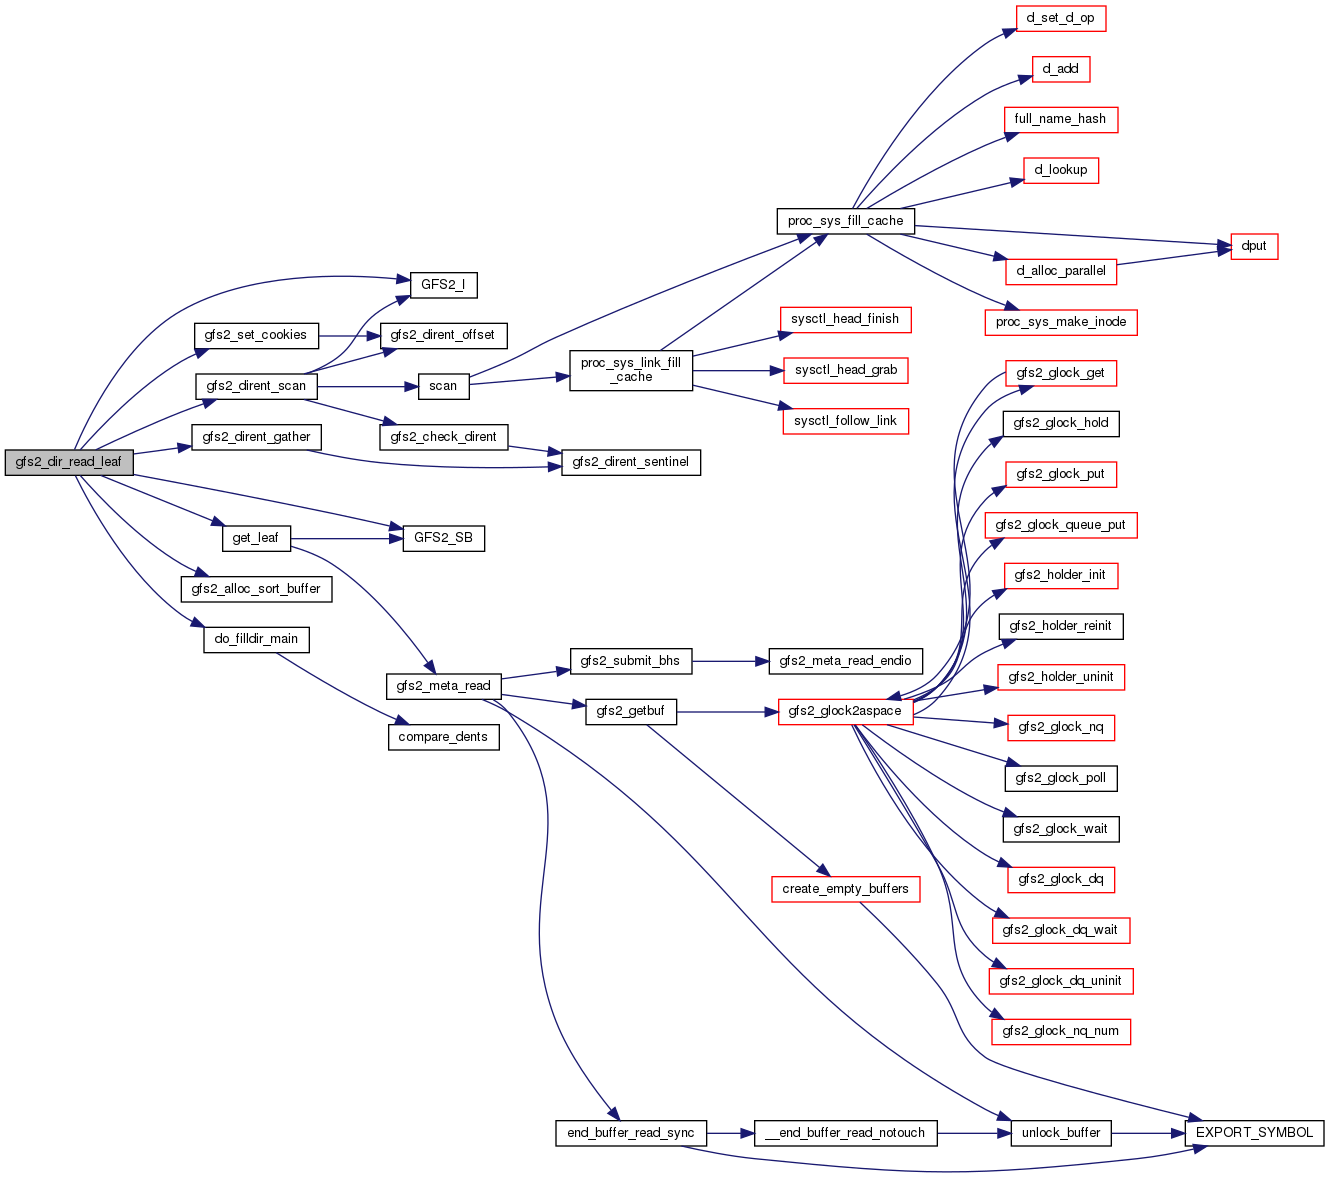 d_set_d_op
d_add
full_name_hash
d_lookup
proc_sys_fill_cache
dput
d_alloc_parallel
GFS2_I
proc_sys_make_inode
sysctl_head_finish
gfs2_set_cookies
gfs2_dirent_offset
proc_sys_link_fill
_cache
sysctl_head_grab
gfs2_glock_get
gfs2_dirent_scan
scan
sysctl_follow_link
gfs2_glock_hold
gfs2_dirent_gather
gfs2_check_dirent
gfs2_dir_read_leaf
gfs2_dirent_sentinel
gfs2_glock_put
gfs2_glock_queue_put
get_leaf
GFS2_SB
gfs2_holder_init
gfs2_alloc_sort_buffer
gfs2_holder_reinit
do_filldir_main
gfs2_submit_bhs
gfs2_meta_read_endio
gfs2_holder_uninit
gfs2_meta_read
gfs2_getbuf
gfs2_glock2aspace
gfs2_glock_nq
compare_dents
gfs2_glock_poll
gfs2_glock_wait
gfs2_glock_dq
create_empty_buffers
gfs2_glock_dq_wait
gfs2_glock_dq_uninit
gfs2_glock_nq_num
end_buffer_read_sync
__end_buffer_read_notouch
unlock_buffer
EXPORT_SYMBOL